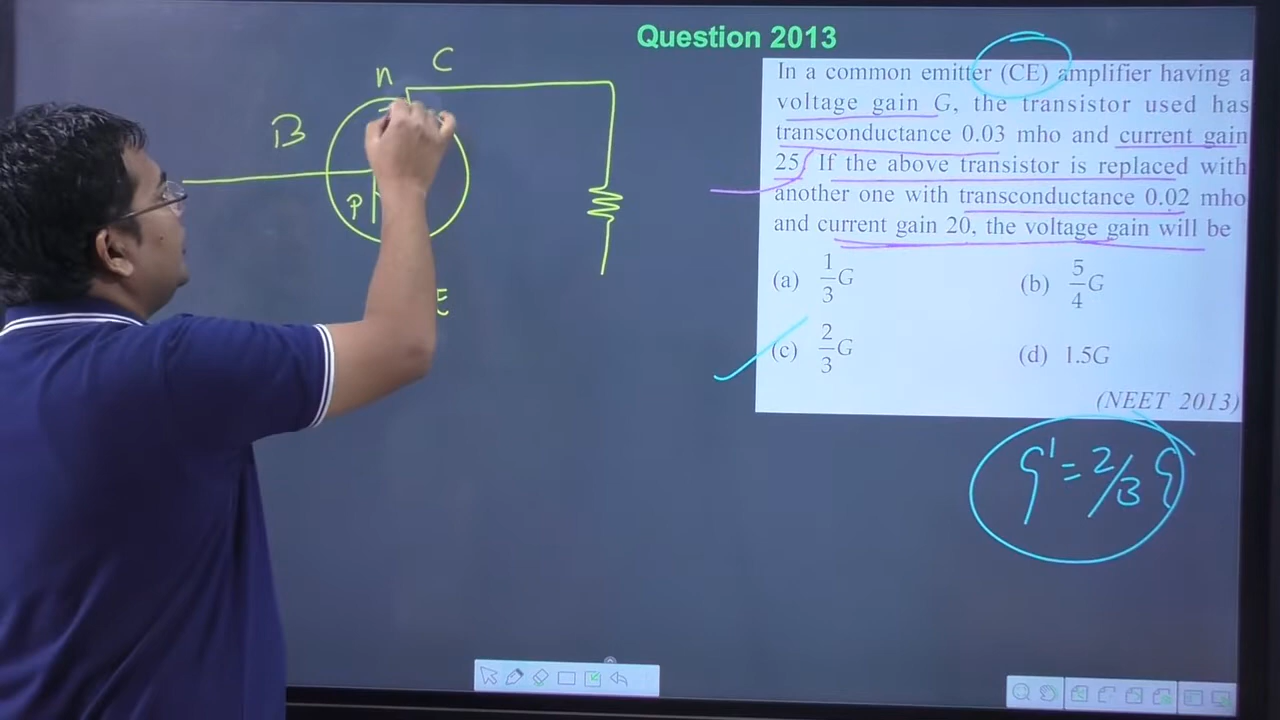 Question 2013
In a common emitter (CE) amplifier having a
voltage gain G, the transistor used has
transconductance 0.03 mho and current gain
25. If the above transistor is replaced with
another one with transconductance 0.02 mho
and current gain 20, the voltage gain will be
(a) 1/3 G (b) 5/4 G
(c) 2/3 G (d) 1.5G
(NEET 2013)
G' = 2/3 G
n C
B
P
E